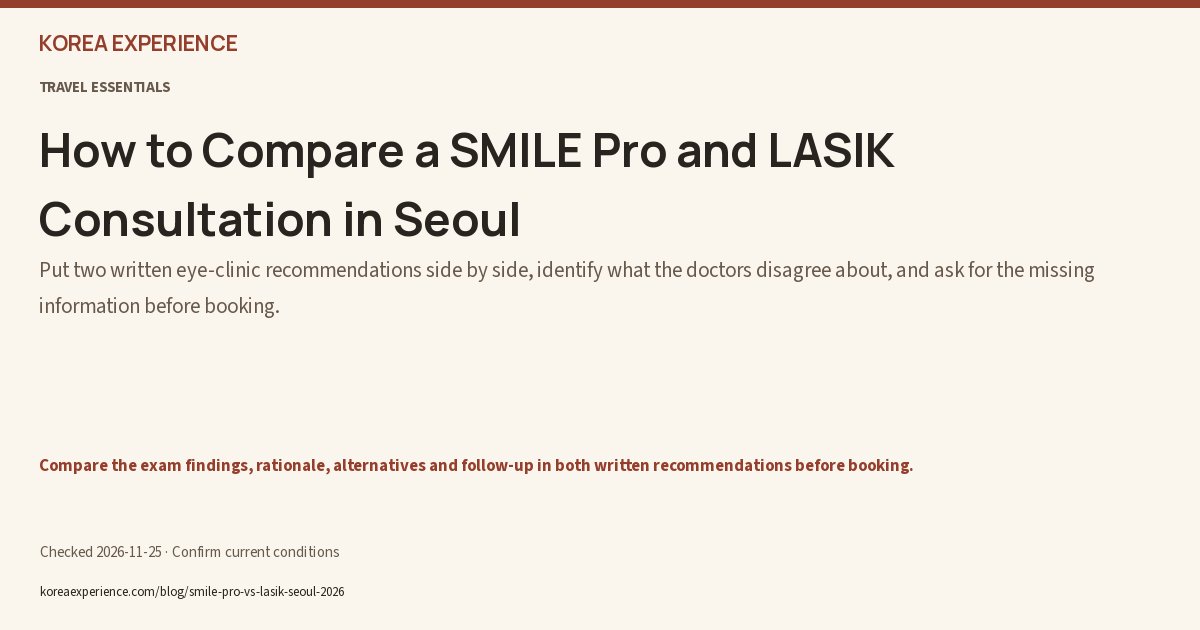 KOREA EXPERIENCE
TRAVEL ESSENTIALS
How to Compare a SMILE Pro and LASIK
Consultation in Seoul
Put two written eye-clinic recommendations side by side, identify what the doctors disagree about, and ask for the missing
information before booking.
Compare the exam findings, rationale, alternatives and follow-up in both written recommendations before booking.
Checked 2026-11-25 · Confirm current conditions
koreaexperience.com/blog/smile-pro-vs-lasik-seoul-2026